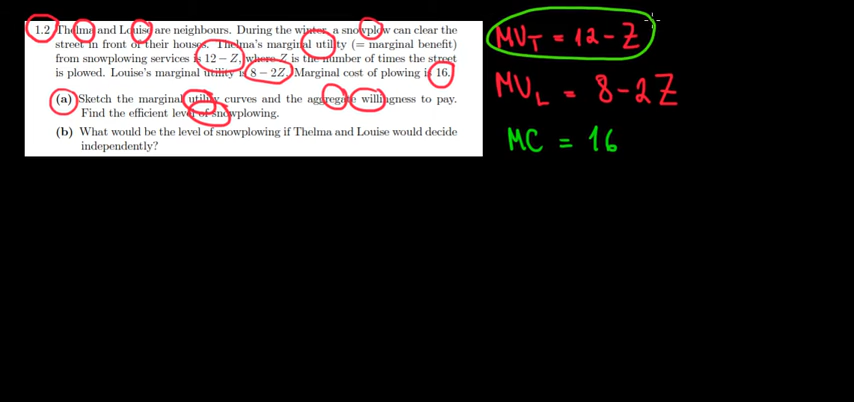 1.2 Thelma and Louise are neighbours. During the winter, a snowplow can clear the
street in front of their houses. Thelma's marginal utility (= marginal benefit)
from snowplowing services is 12 − Z, where Z is the number of times the street
is plowed. Louise's marginal utility is 8 − 2Z. Marginal cost of plowing is 16.
(a) Sketch the marginal utility curves and the aggregate willingness to pay.
Find the efficient level of snowplowing.
(b) What would be the level of snowplowing if Thelma and Louise would decide
independently?
MU_T = 12 - Z
MU_L = 8 - 2Z
MC = 16